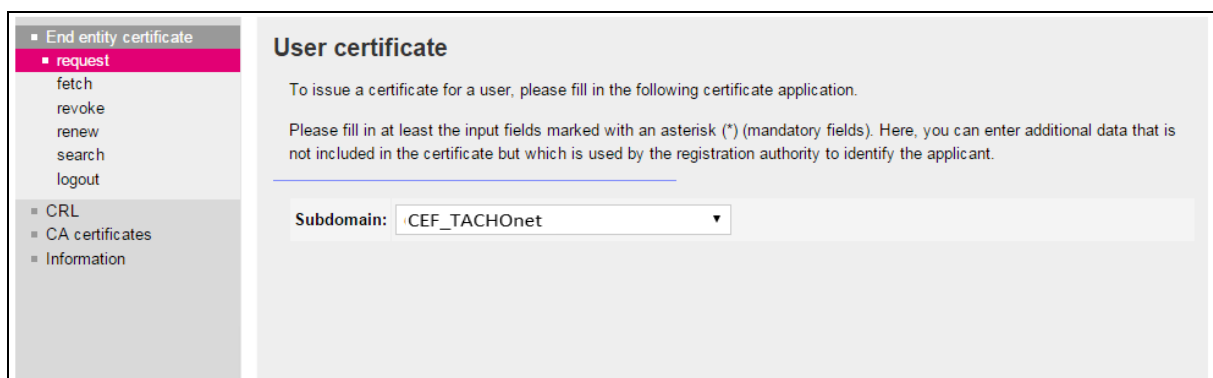 End entity certificate
request
fetch
revoke
renew
search
logout
CRL
CA certificates
Information
User certificate
To issue a certificate for a user, please fill in the following certificate application.
Please fill in at least the input fields marked with an asterisk (*) (mandatory fields). Here, you can enter additional data that is
not included in the certificate but which is used by the registration authority to identify the applicant.
Subdomain: CEF_TACHOnet